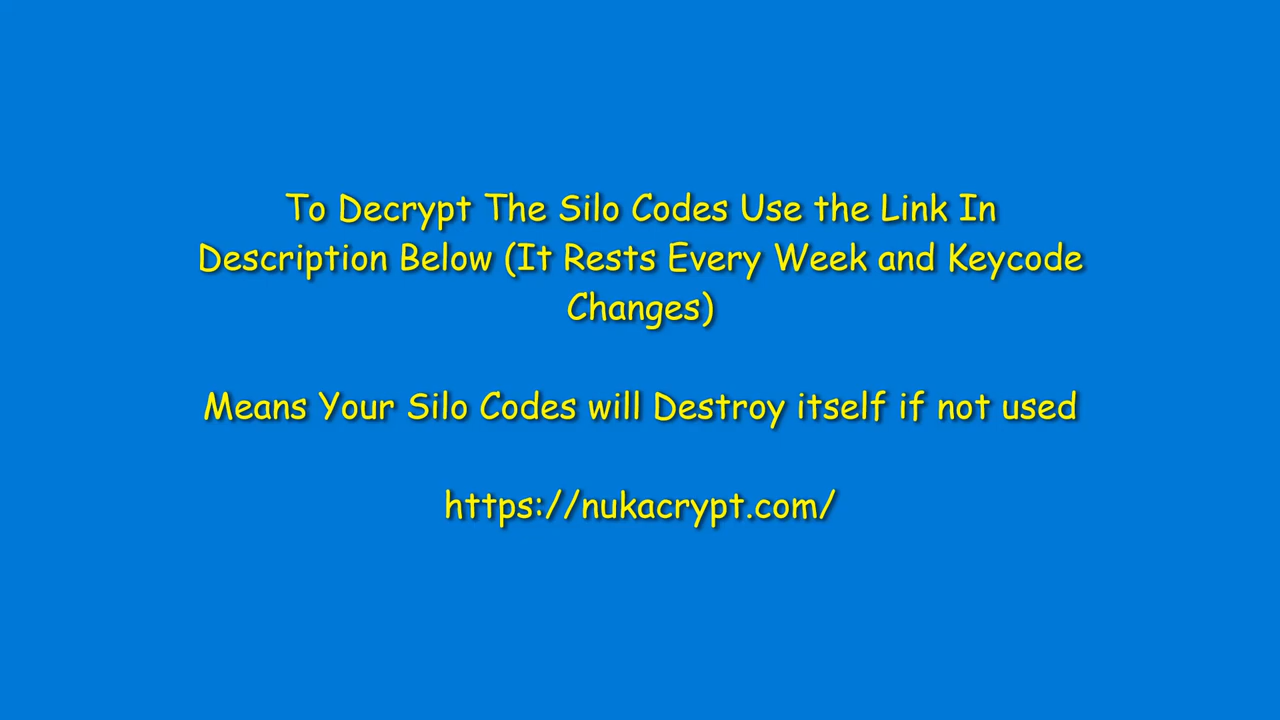 To Decrypt The Silo Codes Use the Link In
Description Below (It Rests Every Week and Keycode
Changes)
Means Your Silo Codes will Destroy itself if not used
https://nukacrypt.com/